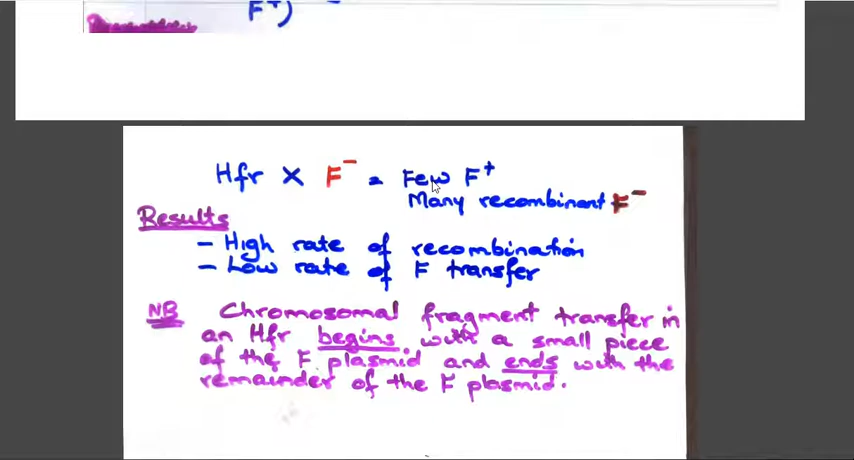 F⁺)
Hfr X F⁻ = Few F⁺
Many recombinant F⁻
Results
- High rate of recombination
- Low rate of F transfer
NB Chromosomal fragment transfer in
an Hfr begins with a small piece
of the F plasmid and ends with the
remainder of the F plasmid.